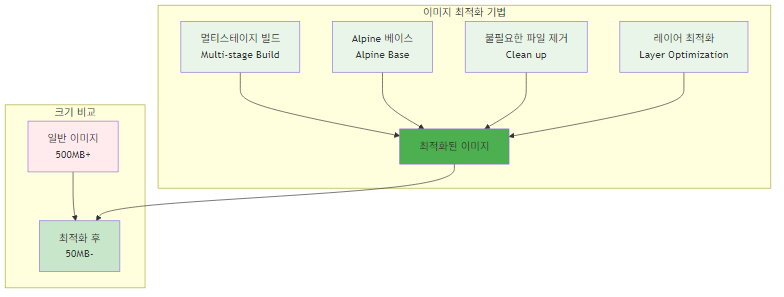 이미지 최적화 기법
멀티스테이지 빌드
Multi-stage Build
Alpine 베이스
Alpine Base
불필요한 파일 제거
Clean up
레이어 최적화
Layer Optimization
최적화된 이미지
크기 비교
일반 이미지
500MB+
최적화 후
50MB-